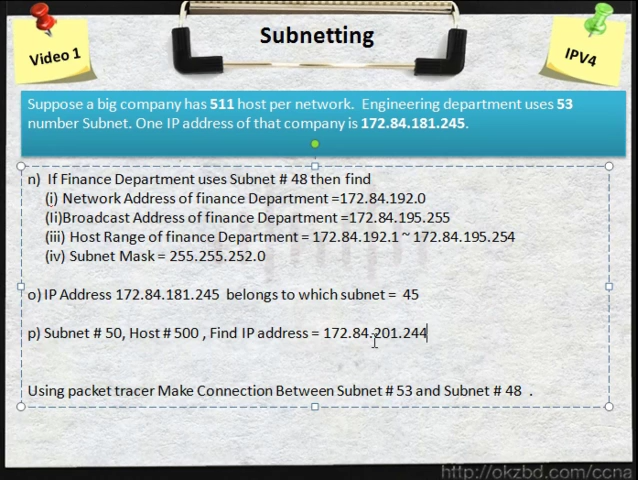 Subnetting
Video 1
IPV4
Suppose a big company has 511 host per network. Engineering department uses 53
number Subnet. One IP address of that company is 172.84.181.245.
n) If Finance Department uses Subnet # 48 then find
(i) Network Address of finance Department =172.84.192.0
(Ii)Broadcast Address of finance Department =172.84.195.255
(iii) Host Range of finance Department = 172.84.192.1 ~ 172.84.195.254
(iv) Subnet Mask = 255.255.252.0
o) IP Address 172.84.181.245 belongs to which subnet = 45
p) Subnet # 50, Host # 500 , Find IP address = 172.84.201.244
Using packet tracer Make Connection Between Subnet # 53 and Subnet # 48 .
http://okzbd.com/ccna